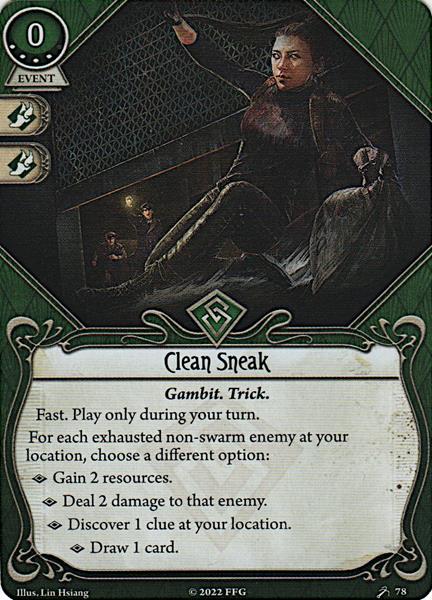 0
EVENT
Clean Sneak
Gambit. Trick.
Fast. Play only during your turn.
For each exhausted non-swarm enemy at your
location, choose a different option:
Gain 2 resources.
Deal 2 damage to that enemy.
Discover 1 clue at your location.
Draw 1 card.
Illus. Lin Hsiang © 2022 FFG 78